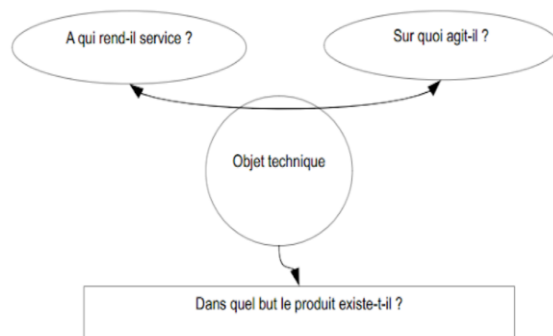 A qui rend-il service ?
Sur quoi agit-il ?
Objet technique
Dans quel but le produit existe-t-il ?